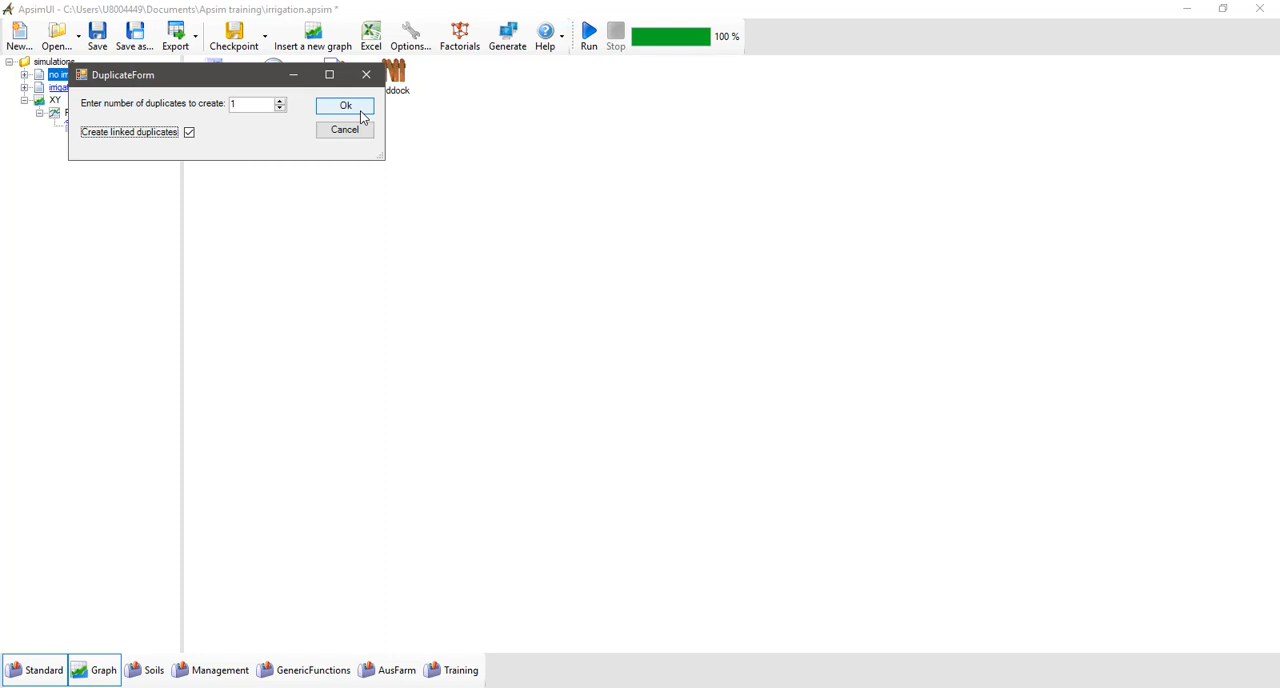 ApsimUI - C:\Users\U8004449\Documents\Apsim training\irrigation.apsim *
New... Open... Save Save as... Export Checkpoint Insert a new graph Excel Options... Factorials Generate Help Run Stop 100 %
simulations
no
XY
DuplicateForm
Enter number of duplicates to create: 1
Ok
Create linked duplicates
Cancel
Standard Graph Soils Management GenericFunctions AusFarm Training